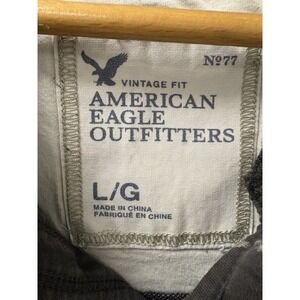 Nº77
VINTAGE FIT
AMERICAN
EAGLE
OUTFITTERS
L/G
MADE IN CHINA
FABRIQUÉ EN CHINE